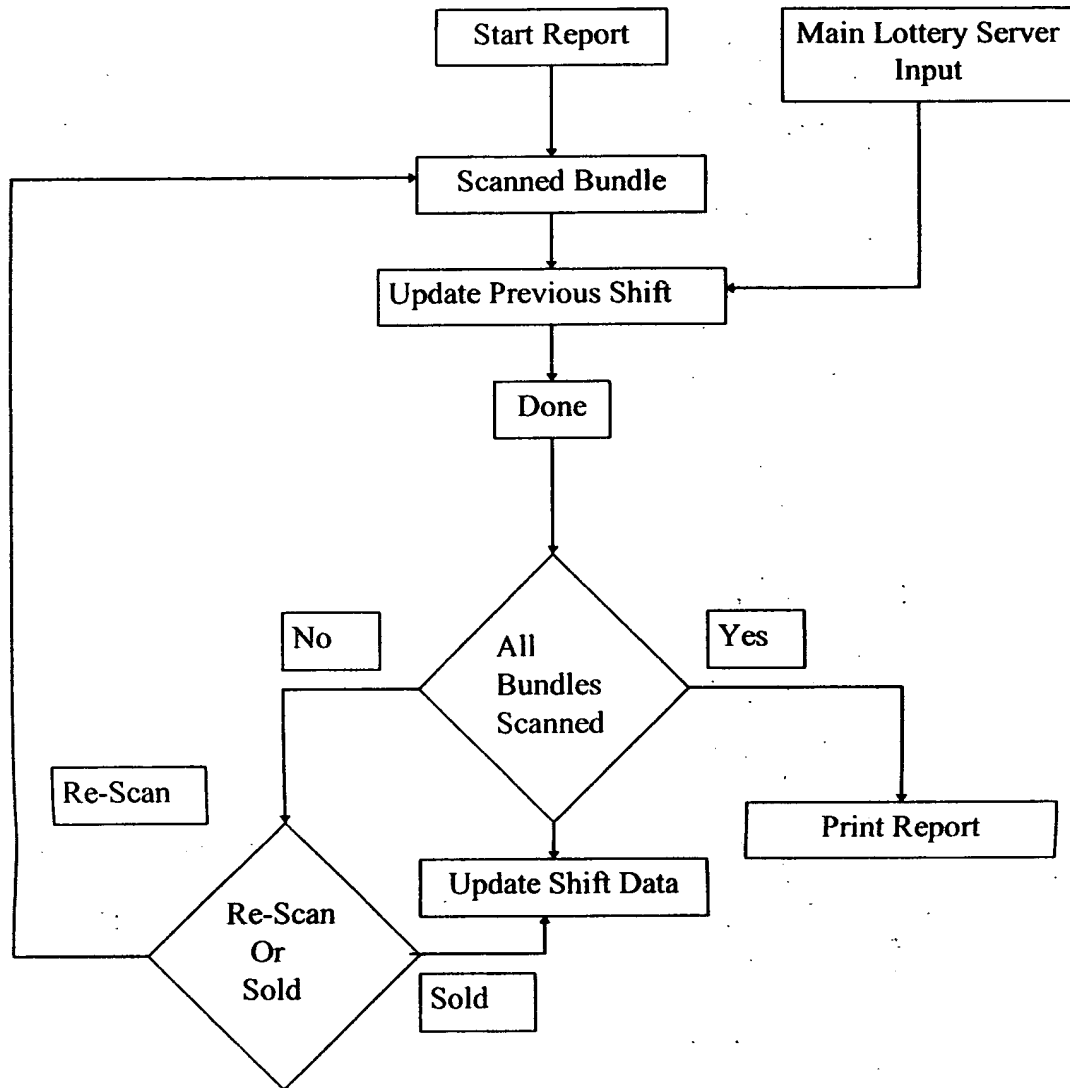 Start Report
Main Lottery Server
Input
Scanned Bundle
Update Previous Shift
Done
No
Yes
All
Bundles
Scanned
Re-Scan
Print Report
Update Shift Data
Re-Scan
Or
Sold
Sold